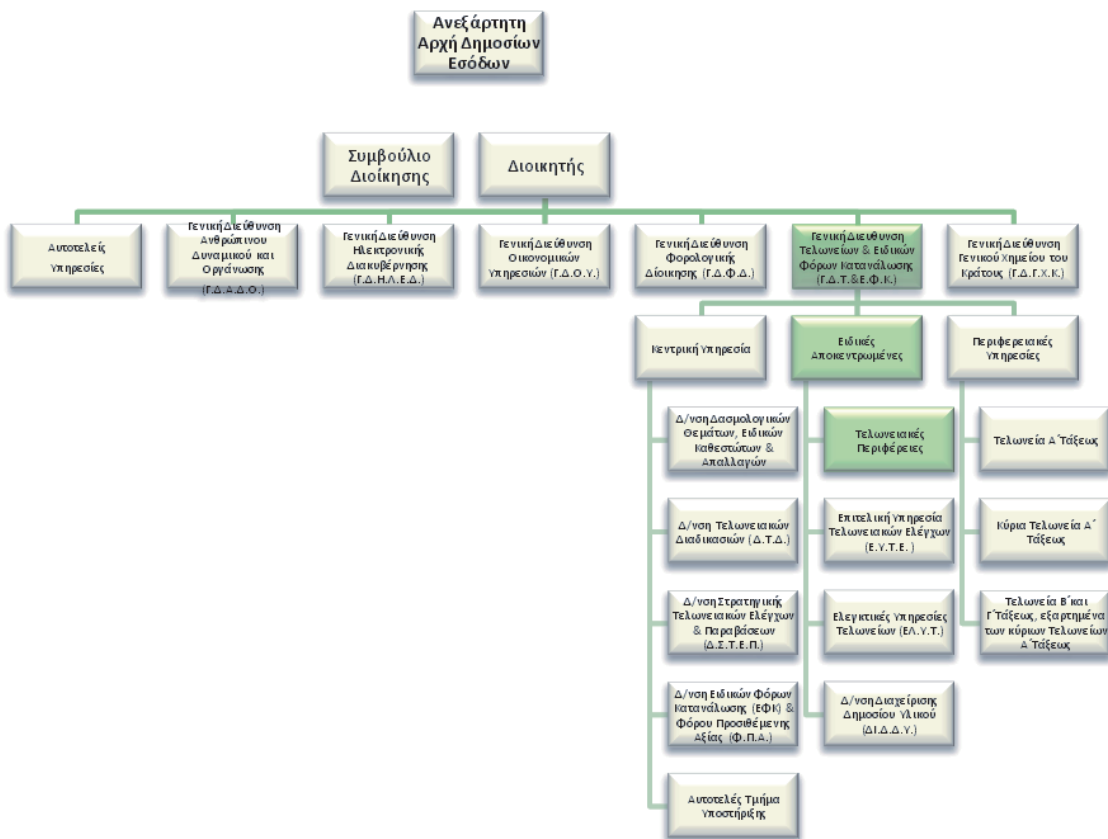 Ανεξάρτητη
Αρχή Δημοσίων
Εσόδων
Συμβούλιο
Διοίκησης
Διοικητής
Αυτοτελείς
Υπηρεσίες
Γενική Διεύθυνση
Ανθρώπινου
Δυναμικού και
Οργάνωσης
(Γ.Δ.Α.Δ.Ο.)
Γενική Διεύθυνση
Ηλεκτρονικής
Διακυβέρνησης
(Γ.Δ.Η.Λ.Ε.Δ.)
Γενική Διεύθυνση
Οικονομικών
Υπηρεσιών (Γ.Δ.Ο.Υ.)
Γενική Διεύθυνση
Φορολογικής
Δίοικησης (Γ.Δ.Φ.Δ.)
Γενική Διευθυνση
Τελωνείων & Ειδικών
Φόρων Κατανάλωσης
(Γ.Δ.Τ.&Ε.Φ.Κ.)
Γενική Διεύθυνση
Γενικού Χημείου του
Κράτους (Γ.Δ.Γ.Χ.Κ.)
Κεντρική Υπηρεσία
Ειδικές
Αποκεντρωμένες
Περιφερειακές
Υπηρεσίες
Δ/νση Δασμολογικών
Θεμάτων, Ειδικών
Καθεστώτων &
Απαλλαγών
Τελωνειακές
Περιφέρειες
Τελωνεία Α΄Τάξεως
Δ/νση Τελωνειακών
Διαδικασιών (Δ.Τ.Δ.)
Επιτελική Υπηρεσία
Τελωνειακών Ελέγχων
(Ε.Υ.Τ.Ε.)
Κύρια Τελωνεία Α΄
Τάξεως
Δ/νση Στρατηγικής
Τελωνειακών Ελέγχων
& Παραβάσεων
(Δ.Σ.Τ.Ε.Π.)
Ελεγκτικές Υπηρεσίες
Τελωνείων (ΕΛ.Υ.Τ.)
Τελωνεία Β΄και
Γ΄Τάξεως, εξαρτημένα
των κύριων Τελωνείων
Α΄Τάξεως
Δ/νση Ειδικών Φόρων
Κατανάλωσης (ΕΦΚ) &
Φόρου Προσιθέμενης
Αξίας (Φ.Π.Α.)
Δ/νση Διαχείρισης
Δημοσίου Υλικού
(ΔΙ.Δ.Δ.Υ.)
Αυτοτελές Τμήμα
Υποστήριξης